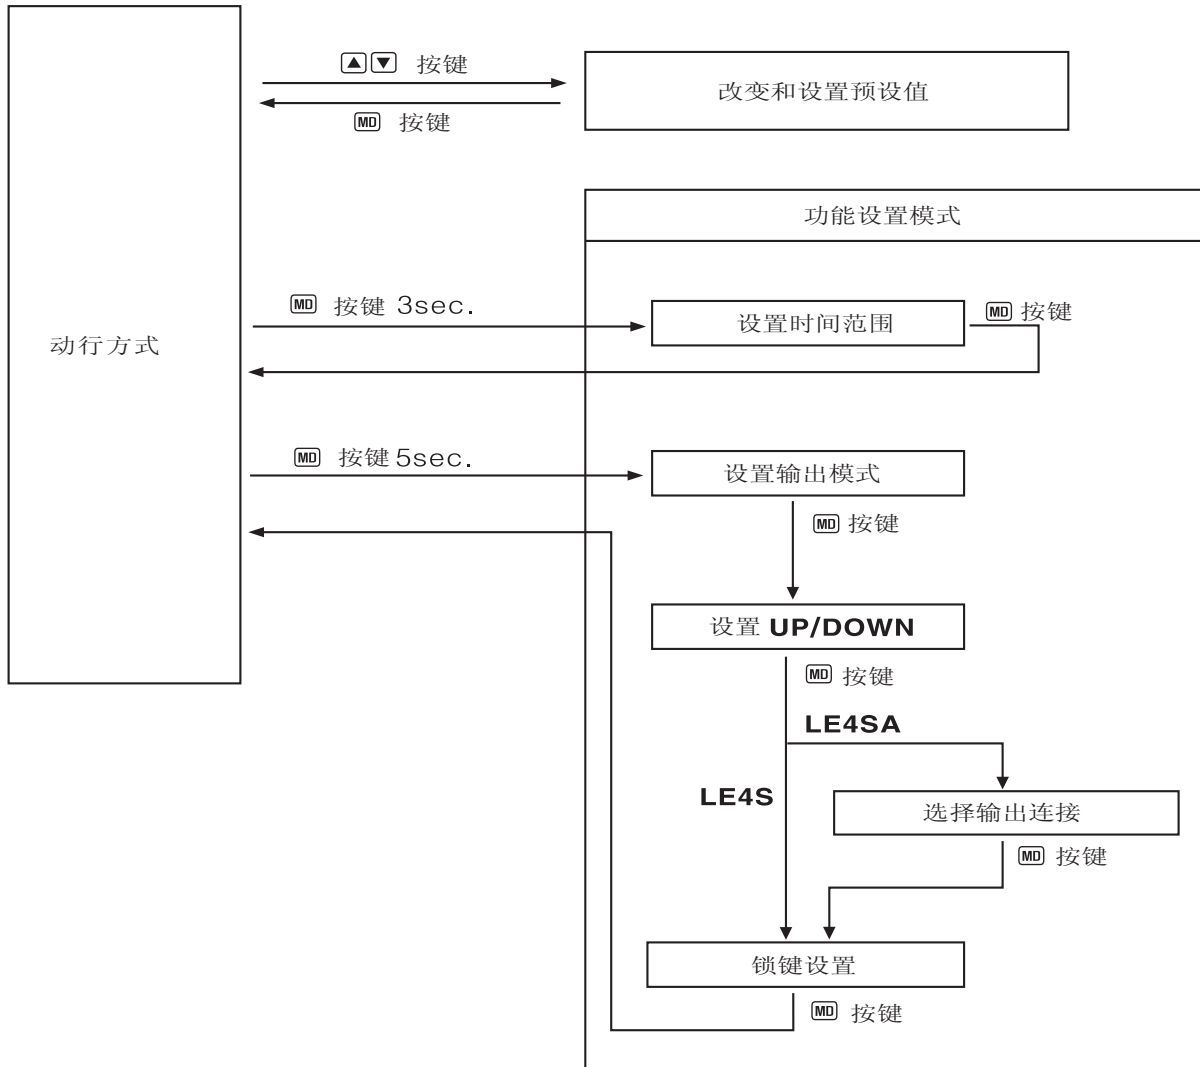 ▲▼ 按键
改变和设置预设值
MD 按键
功能设置模式
MD 按键 3sec.
设置时间范围
MD 按键
动行方式
MD 按键 5sec.
设置输出模式
MD 按键
设置 UP/DOWN
MD 按键
LE4SA
LE4S
选择输出连接
MD 按键
锁键设置
MD 按键